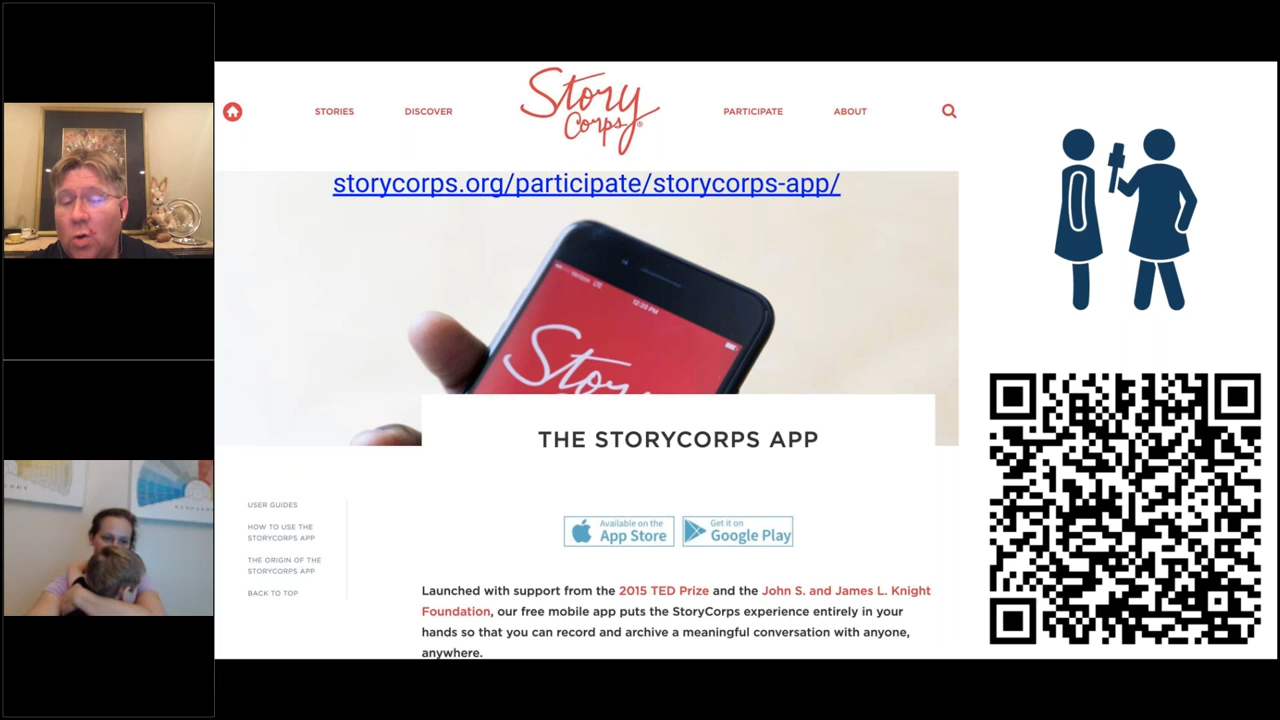 STORIES
DISCOVER
Story
Corps
PARTICIPATE
ABOUT
storycorps.org/participate/storycorps-app/
12:33 PM
Story
THE STORYCORPS APP
USER GUIDES
HOW TO USE THE
STORYCORPS APP
THE ORIGIN OF THE
STORYCORPS APP
BACK TO TOP
Available on the
App Store
Get it on
Google Play
Launched with support from the 2015 TED Prize and the John S. and James L. Knight
Foundation, our free mobile app puts the StoryCorps experience entirely in your
hands so that you can record and archive a meaningful conversation with anyone,
anywhere.